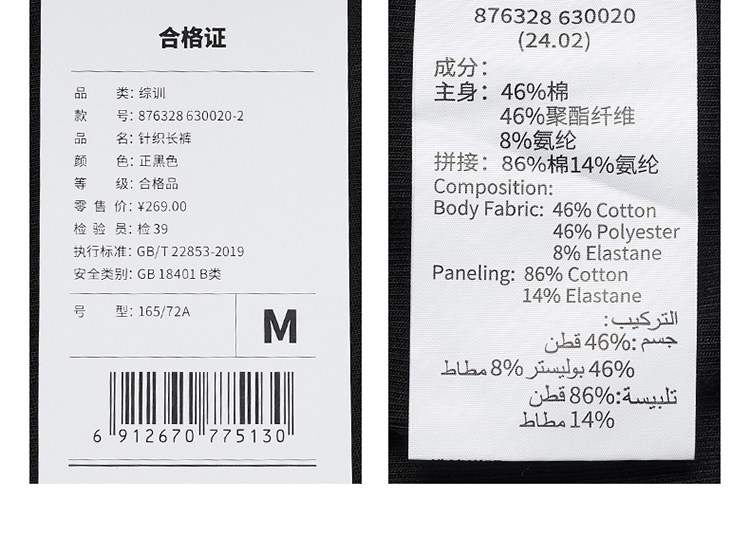 合格证
品 类: 综训
款 号: 876328 630020-2
品 名: 针织长裤
颜 色: 正黑色
等 级: 合格品
零 售 价: ¥269.00
检 验 员: 检 39
执行标准: GB/T 22853-2019
安全类别: GB 18401 B类
号 型: 165/72A
M
6 912670 775130
876328 630020
(24.02)
成分:
主身: 46%棉
46%聚酯纤维
8%氨纶
拼接: 86%棉14%氨纶
Composition:
Body Fabric: 46% Cotton
46% Polyester
8% Elastane
Paneling: 86% Cotton
14% Elastane
التركيب:
جسم :46% قطن
46% بوليستر 8% مطاط
تلبيسة:86% قطن
14% مطاط